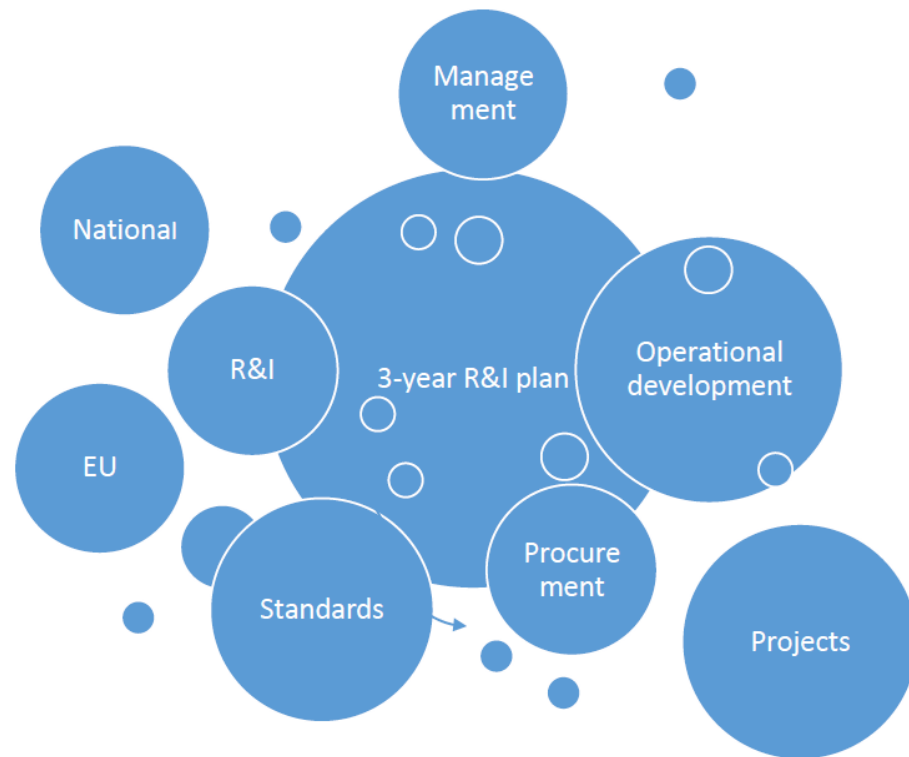 Manage
ment
National
R&I
3-year R&I plan
Operational
development
EU
Standards
Procure
ment
Projects